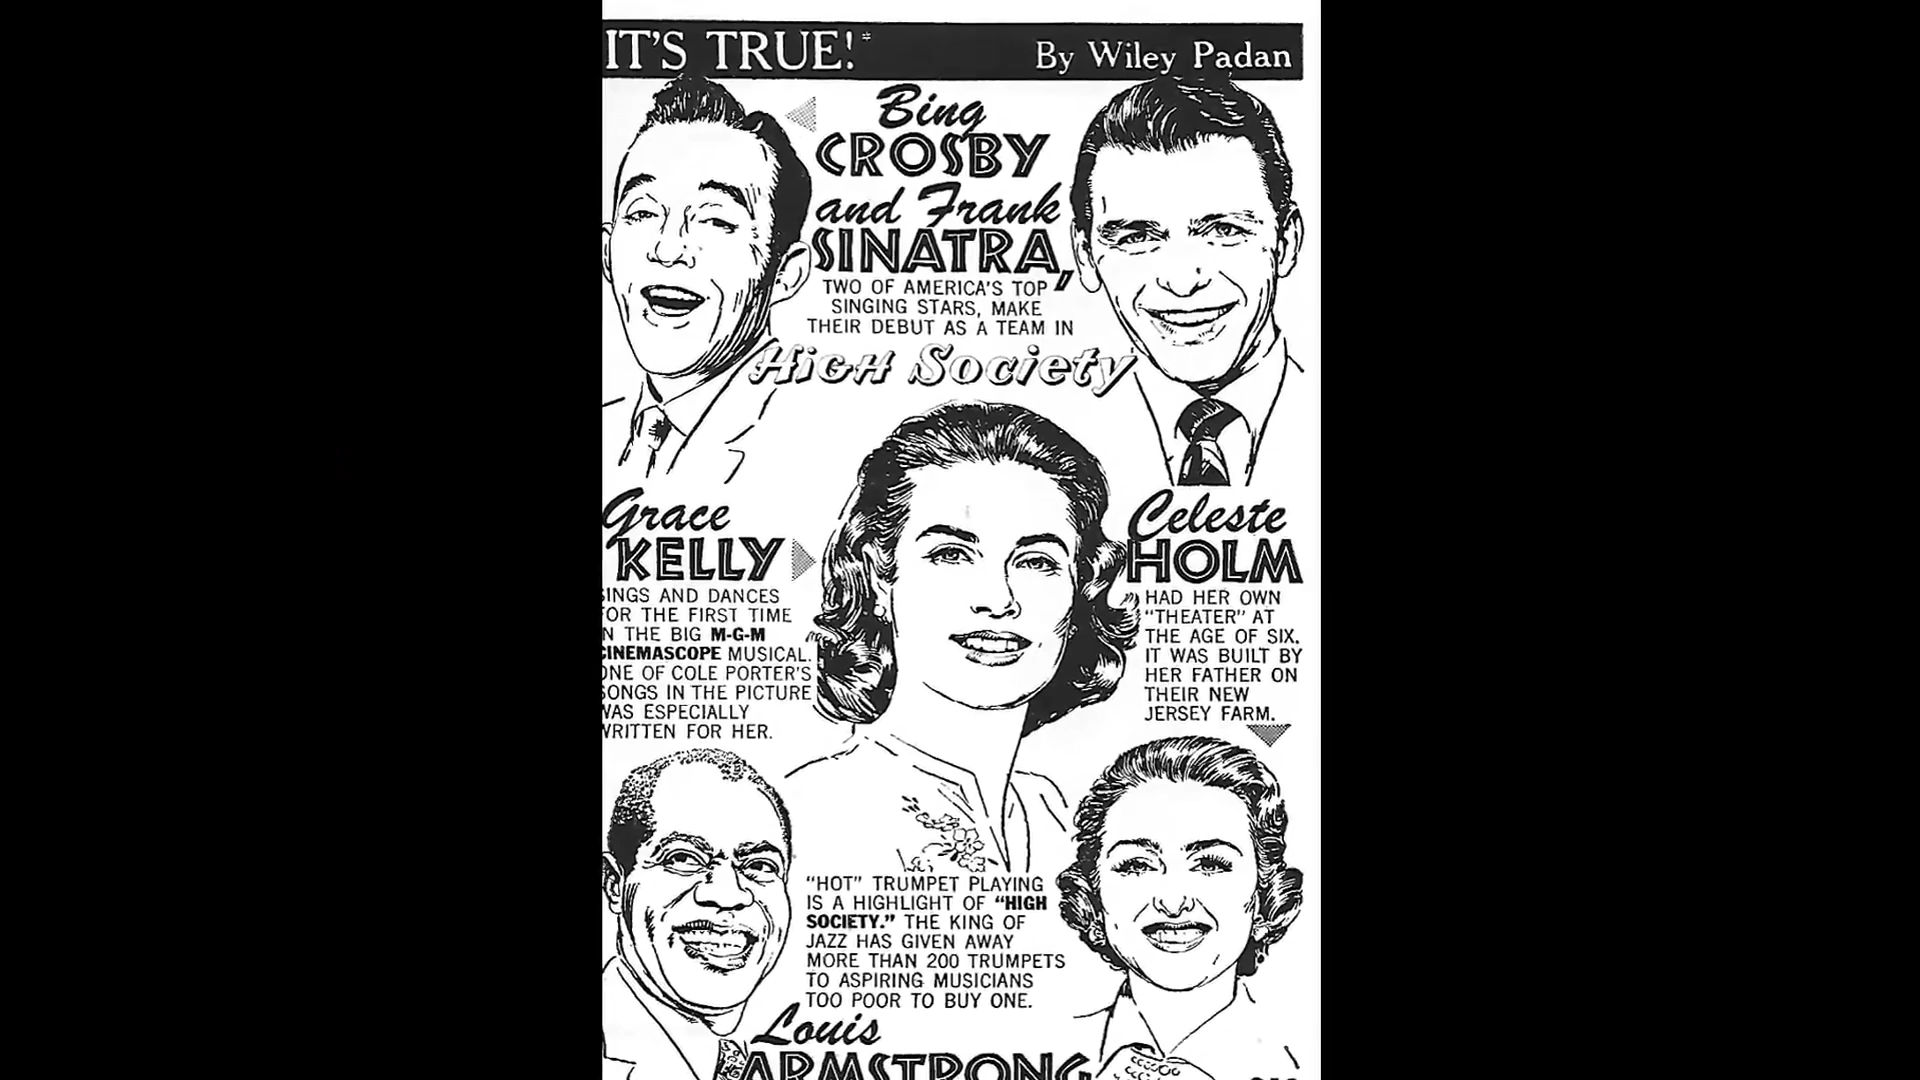 IT'S TRUE!*
By Wiley Padan
Bing
CROSBY
and Frank
SINATRA,
TWO OF AMERICA'S TOP
SINGING STARS, MAKE
THEIR DEBUT AS A TEAM IN
HiGH Society
Grace
KELLY
SINGS AND DANCES
FOR THE FIRST TIME
IN THE BIG M-G-M
CINEMASCOPE MUSICAL.
ONE OF COLE PORTER'S
SONGS IN THE PICTURE
WAS ESPECIALLY
WRITTEN FOR HER.
Celeste
HOLM
HAD HER OWN
"THEATER" AT
THE AGE OF SIX.
IT WAS BUILT BY
HER FATHER ON
THEIR NEW
JERSEY FARM.
"HOT" TRUMPET PLAYING
IS A HIGHLIGHT OF "HIGH
SOCIETY." THE KING OF
JAZZ HAS GIVEN AWAY
MORE THAN 200 TRUMPETS
TO ASPIRING MUSICIANS
TOO POOR TO BUY ONE.
Louis
ARMSTRONG